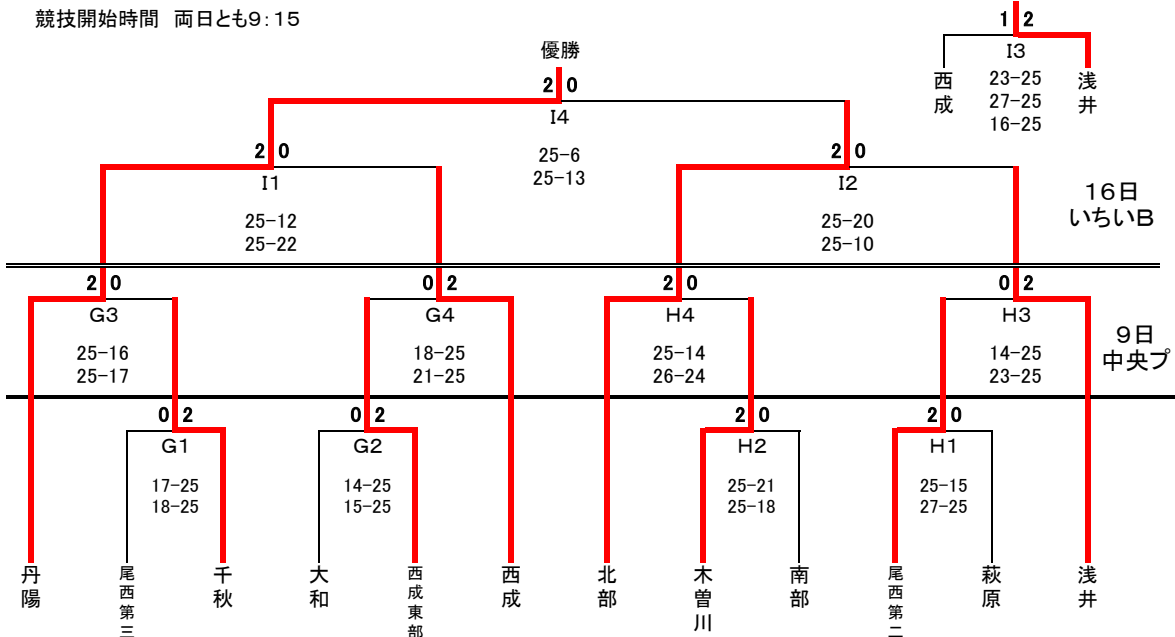 競技開始時間 両日とも9:15
1 2
I3
西成
浅井
23-25
27-25
16-25
優勝
2 0
I4
25-6
25-13
2 0
I1
25-12
25-22
2 0
I2
25-20
25-10
16日
いちいB
2 0
G3
25-16
25-17
0 2
G4
18-25
21-25
2 0
H4
25-14
26-24
0 2
H3
14-25
23-25
9日
中央プ
0 2
G1
17-25
18-25
0 2
G2
14-25
15-25
2 0
H2
25-21
25-18
2 0
H1
25-15
27-25
丹陽
尾西第三
千秋
大和
西成東部
西成
北部
木曽川
南部
尾西第二
萩原
浅井